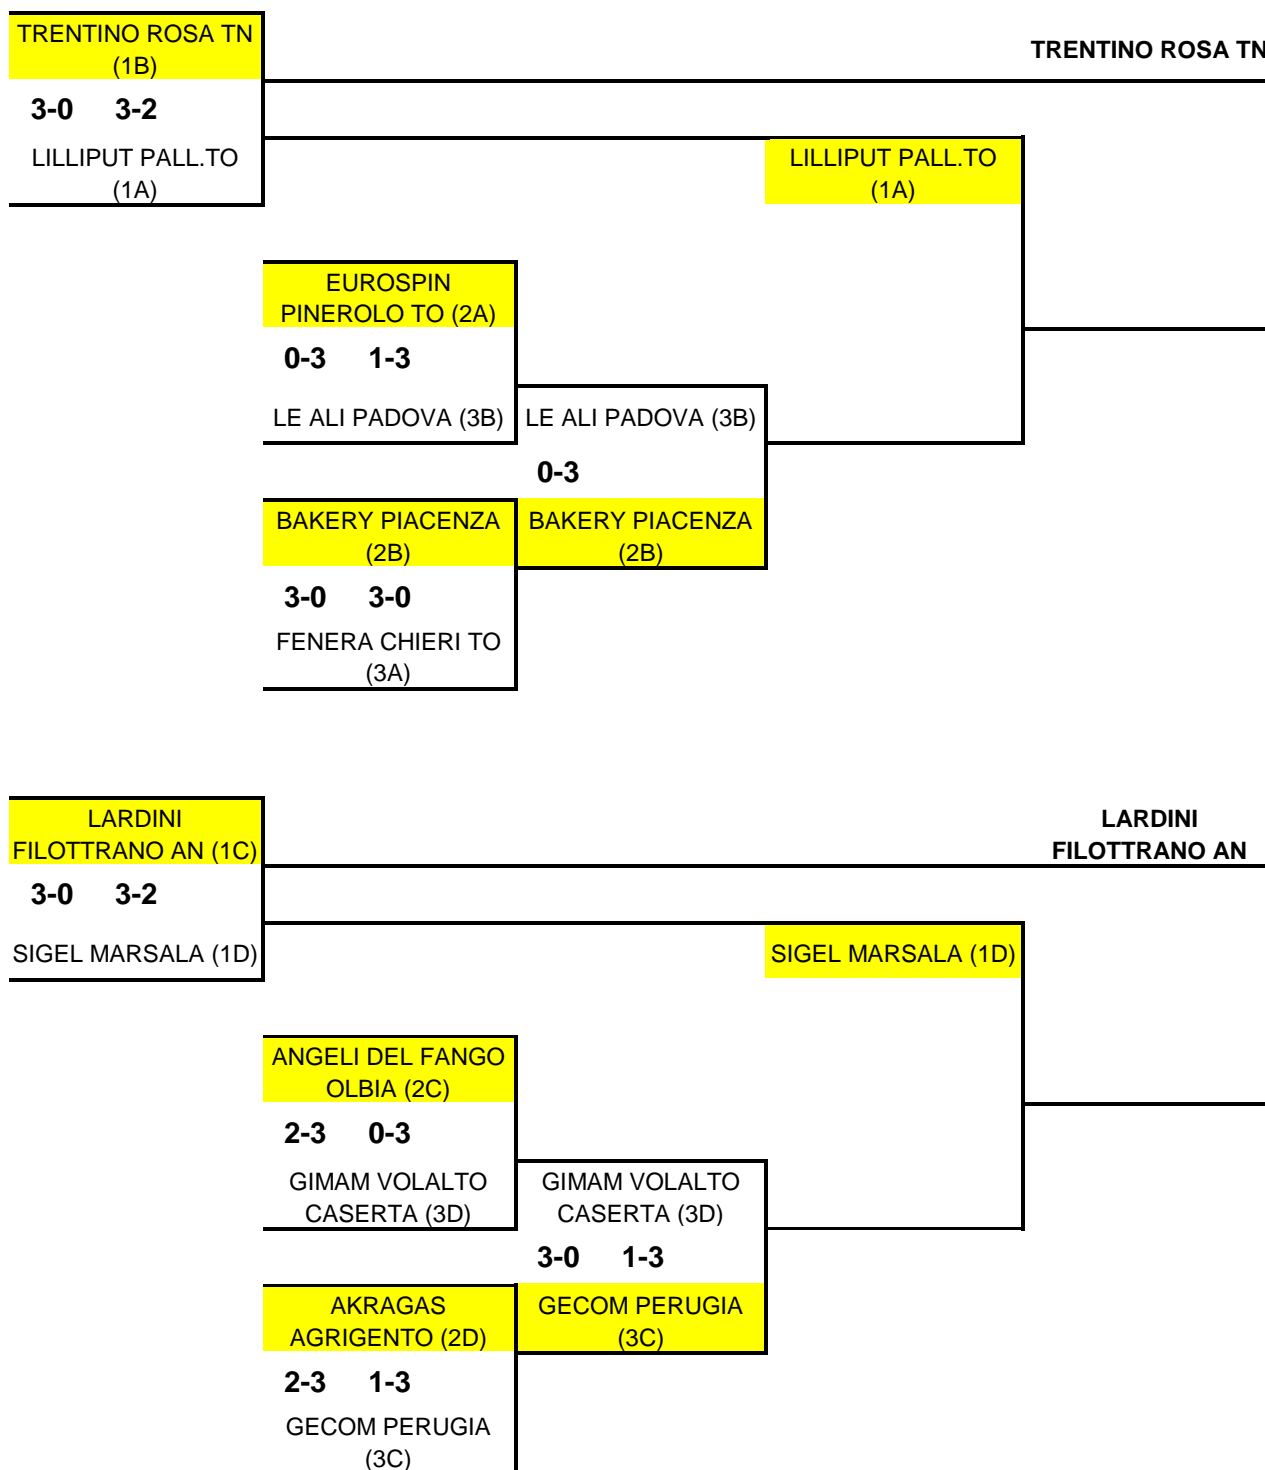 TRENTINO ROSA TN
(1B)
TRENTINO ROSA TN
3-0 3-2
LILLIPUT PALL.TO
(1A)
LILLIPUT PALL.TO
(1A)
EUROSPIN
PINEROLO TO (2A)
0-3 1-3
LE ALI PADOVA (3B)
LE ALI PADOVA (3B)
0-3
BAKERY PIACENZA
(2B)
BAKERY PIACENZA
(2B)
3-0 3-0
FENERA CHIERI TO
(3A)
LARDINI
FILOTTRANO AN (1C)
LARDINI
FILOTTRANO AN
3-0 3-2
SIGEL MARSALA (1D)
SIGEL MARSALA (1D)
ANGELI DEL FANGO
OLBIA (2C)
2-3 0-3
GIMAM VOLALTO
CASERTA (3D)
GIMAM VOLALTO
CASERTA (3D)
3-0 1-3
AKRAGAS
AGRIGENTO (2D)
GECOM PERUGIA
(3C)
2-3 1-3
GECOM PERUGIA
(3C)